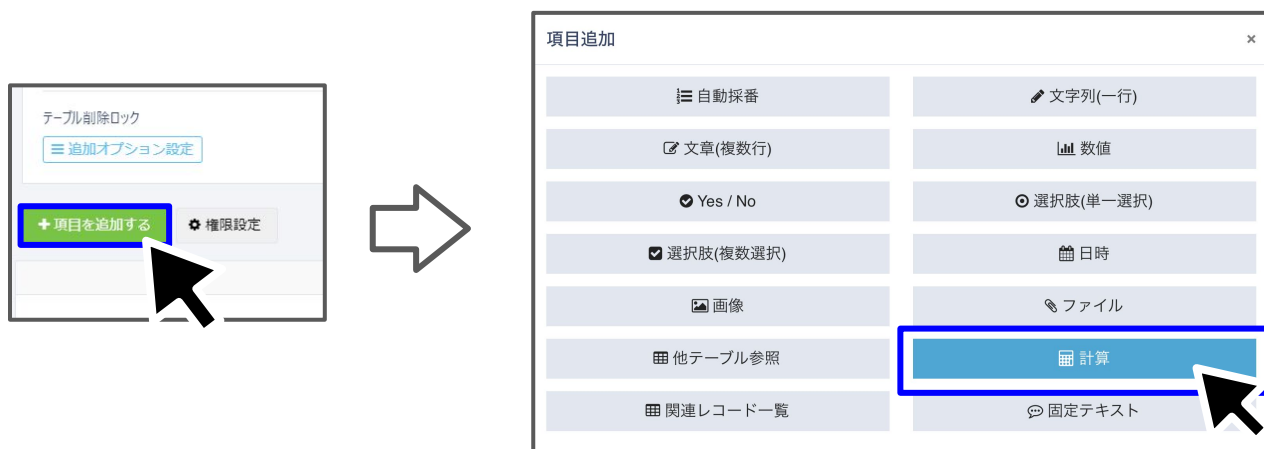 テーブル削除ロック
追加オプション設定
+項目を追加する 権限設定
項目追加 ×
自動採番 文字列(一行)
文章(複数行) 数値
Yes / No 選択肢(単一選択)
選択肢(複数選択) 日時
画像 ファイル
他テーブル参照 計算
関連レコード一覧 固定テキスト